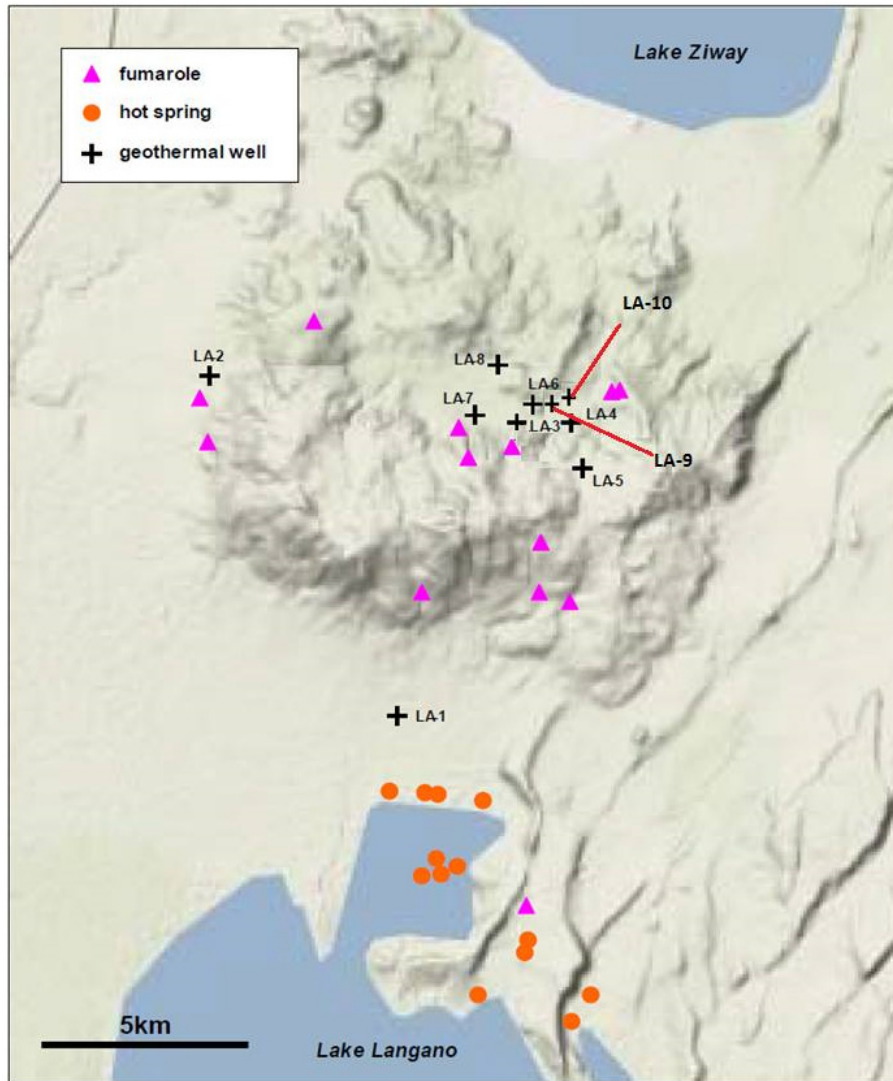 Lake Ziway
fumarole
hot spring
geothermal well
LA-10
LA-2
LA-8
LA-6
LA-7
LA-3
LA-4
LA-9
LA-5
LA-1
5km
Lake Langano